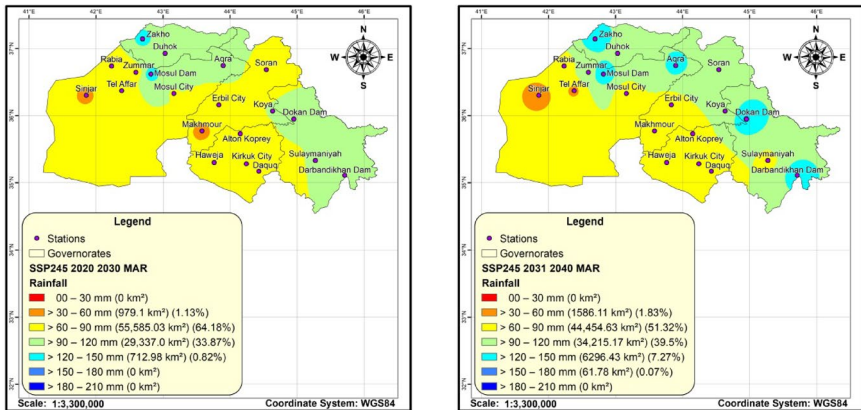 42°E 43°E 44°E 45°E 46°E
N
W E
S
37°N
36°N
35°N
34°N
33°N
32°N
Zakho
Duhok
Rabia
Zummar
Aqra
Soran
Mosul Dam
Tel Affar
Mosul City
Sinjar
Erbil City
Koya
Dokan Dam
Makhmour
Alton Koprey
Haweja
Kirkuk City
Daquq
Sulaymaniyah
Darbandikhan Dam
Legend
Stations
Governorates
SSP245 2020 2030 MAR
Rainfall
00 – 30 mm (0 km²)
> 30 – 60 mm (979.1 km²) (1.13%)
> 60 – 90 mm (55,585.03 km²) (64.18%)
> 90 – 120 mm (29,337.0 km²) (33.87%)
> 120 – 150 mm (712.98 km²) (0.82%)
> 150 – 180 mm (0 km²)
> 180 – 210 mm (0 km²)
Scale: 1:3,300,000 Coordinate System: WGS84
42°E 43°E 44°E 45°E 46°E
N
W E
S
37°N
36°N
35°N
34°N
33°N
32°N
Zakho
Duhok
Rabia
Zummar
Aqra
Soran
Mosul Dam
Tel Affar
Mosul City
Sinjar
Erbil City
Koya
Dokan Dam
Makhmour
Alton Koprey
Haweja
Kirkuk City
Daquq
Sulaymaniyah
Darbandikhan Dam
Legend
Stations
Governorates
SSP245 2031 2040 MAR
Rainfall
00 – 30 mm (0 km²)
> 30 – 60 mm (1586.11 km²) (1.83%)
> 60 – 90 mm (44,454.63 km²) (51.32%)
> 90 – 120 mm (34,215.17 km²) (39.5%)
> 120 – 150 mm (6296.43 km²) (7.27%)
> 150 – 180 mm (61.78 km²) (0.07%)
> 180 – 210 mm (0 km²)
Scale: 1:3,300,000 Coordinate System: WGS84